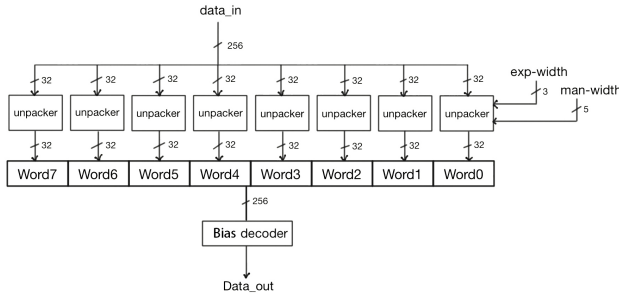 data_in
256
32 32 32 32 32 32 32 32
exp-width
3
man-width
5
unpacker unpacker unpacker unpacker unpacker unpacker unpacker unpacker
32 32 32 32 32 32 32 32
Word7 Word6 Word5 Word4 Word3 Word2 Word1 Word0
256
Bias decoder
Data_out